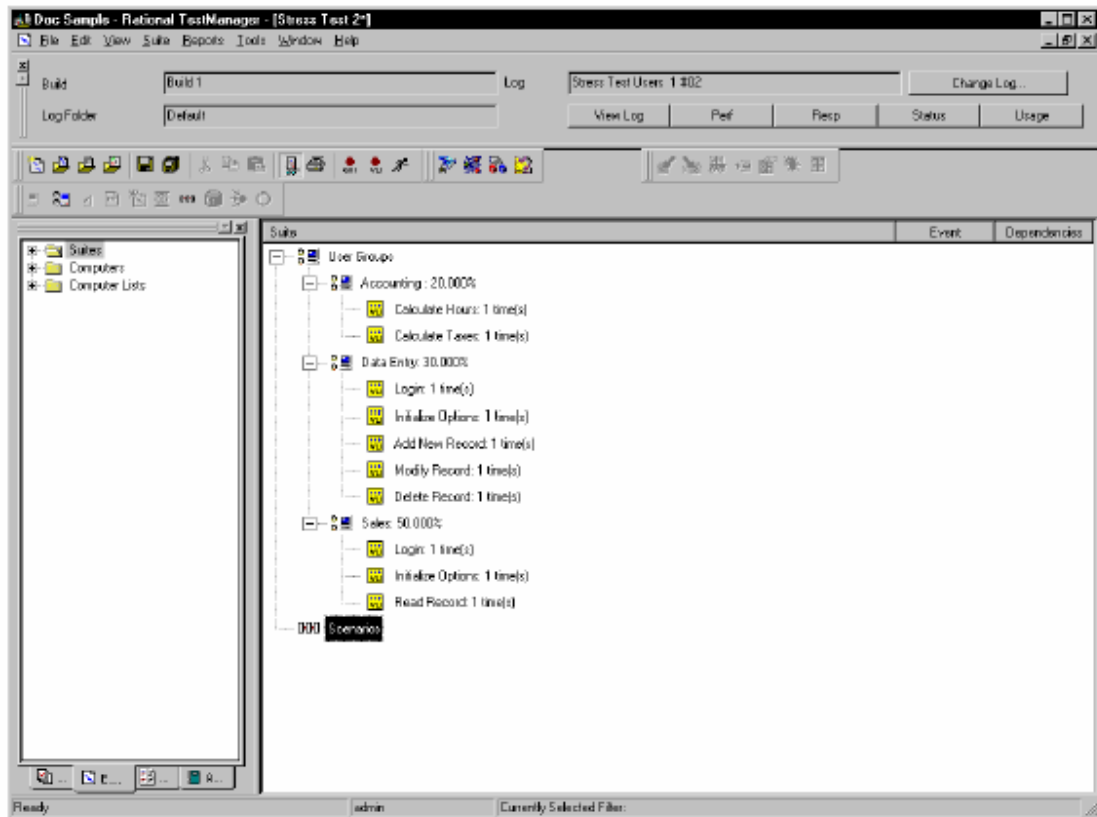 Doc Sample - Rational TestManager - [Stress Test 2*]
File Edit View Suite Reports Tools Window Help
Build Build 1 Log Stress Test Users 1 #02 Change Log...
Log Folder Default View Log Perf Resp Status Usage
Suites
Computers
Computer Lists
Suite Event Dependencies
User Groups
Accounting : 20.000%
Calculate Hours: 1 time(s)
Calculate Taxes: 1 time(s)
Data Entry: 30.000%
Login: 1 time(s)
Initialize Options: 1 time(s)
Add New Record: 1 time(s)
Modify Record: 1 time(s)
Delete Record: 1 time(s)
Sales: 50.000%
Login: 1 time(s)
Initialize Options: 1 time(s)
Read Record: 1 time(s)
Scenarios
... E... ... A...
Ready admin Currently Selected Filter: